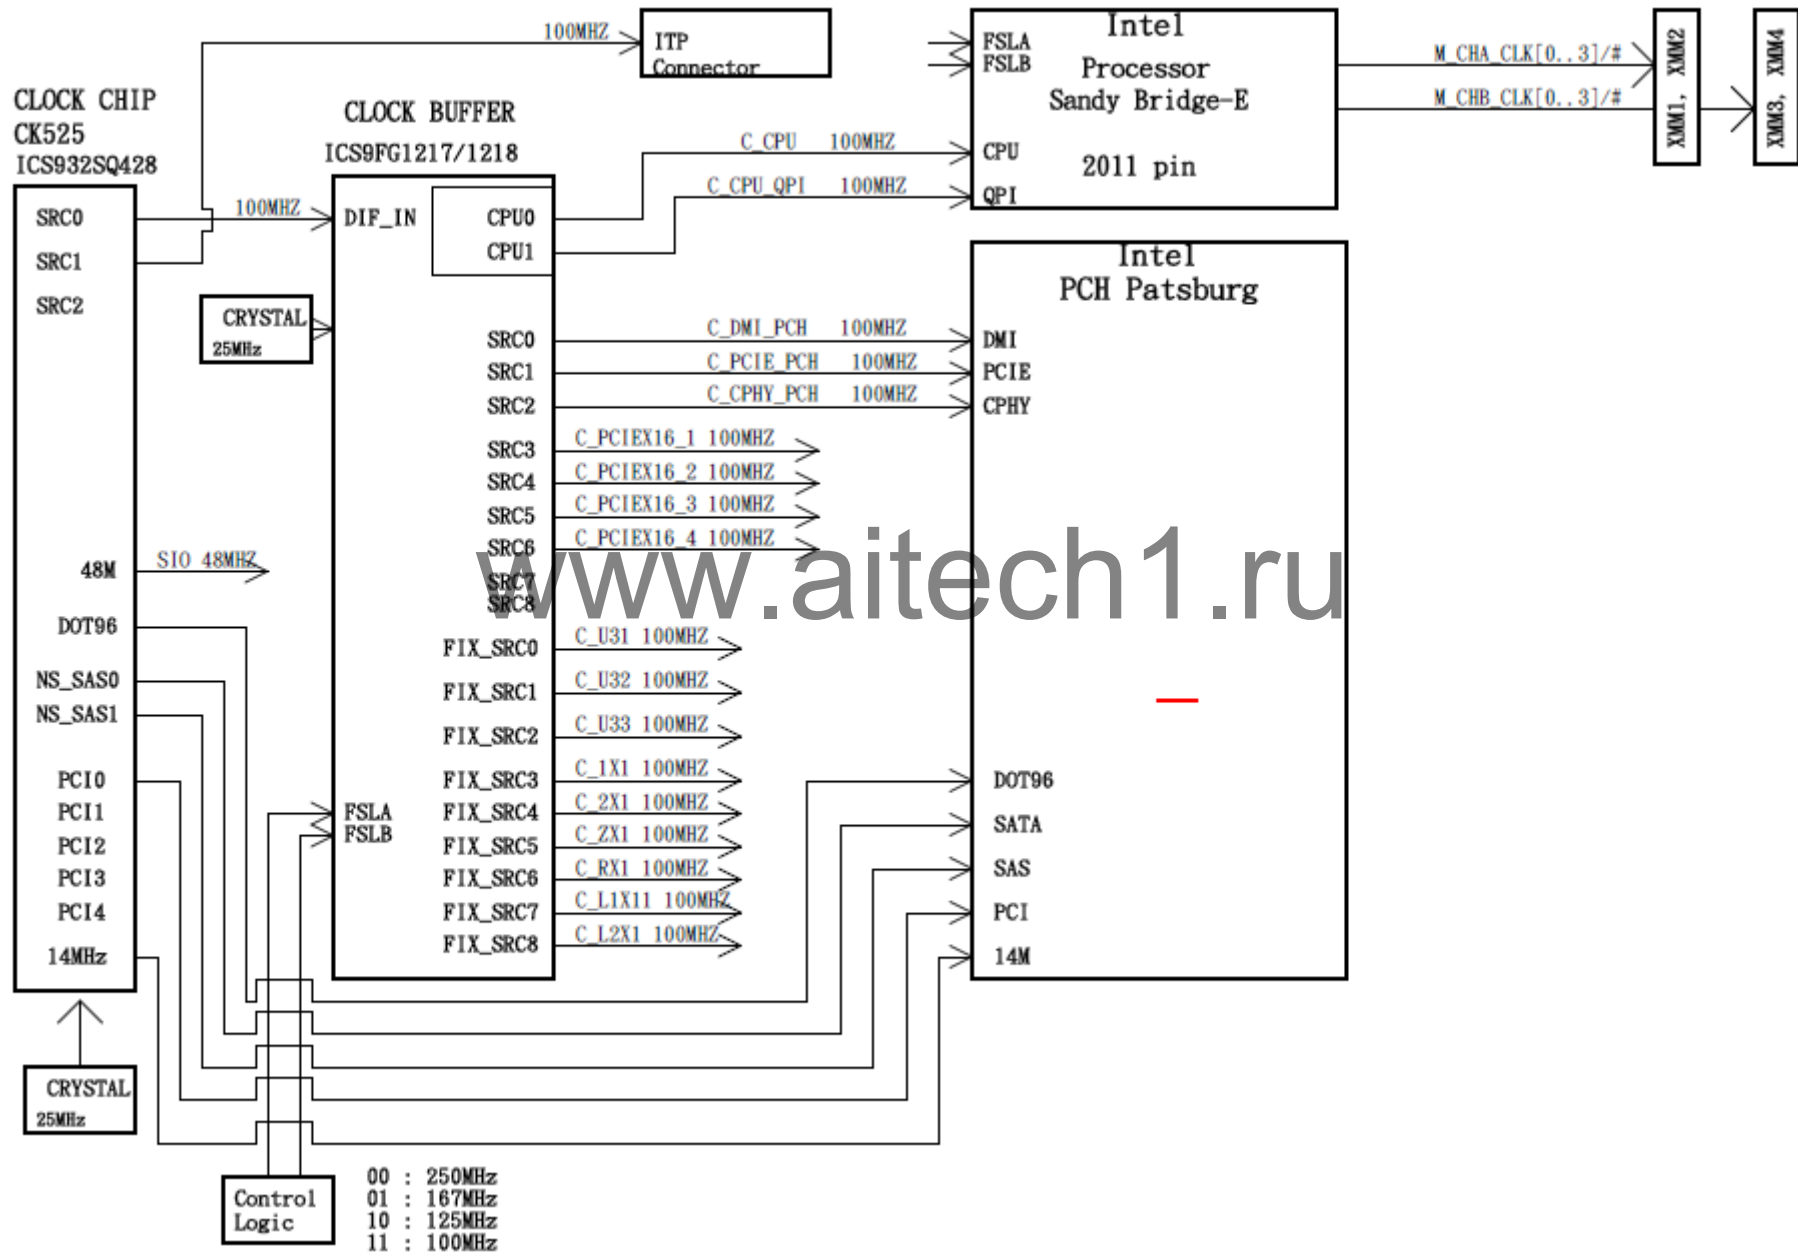 CLOCK CHIP
CK525
ICS932SQ428
SRC0
SRC1
SRC2
48M
DOT96
NS_SAS0
NS_SAS1
PCI0
PCI1
PCI2
PCI3
PCI4
14MHz
CRYSTAL
25MHz
100MHZ
SIO 48MHZ
CRYSTAL
25MHz
Control
Logic
00 : 250MHz
01 : 167MHz
10 : 125MHz
11 : 100MHz
CLOCK BUFFER
ICS9FG1217/1218
DIF_IN
FSLA
FSLB
CPU0
CPU1
SRC0
SRC1
SRC2
SRC3
SRC4
SRC5
SRC6
SRC7
SRC8
FIX_SRC0
FIX_SRC1
FIX_SRC2
FIX_SRC3
FIX_SRC4
FIX_SRC5
FIX_SRC6
FIX_SRC7
FIX_SRC8
100MHZ
ITP
Connector
C_CPU 100MHZ
C_CPU_QPI 100MHZ
C_DMI_PCH 100MHZ
C_PCIE_PCH 100MHZ
C_CPHY_PCH 100MHZ
C_PCIEX16_1 100MHZ
C_PCIEX16_2 100MHZ
C_PCIEX16_3 100MHZ
C_PCIEX16_4 100MHZ
C_U31 100MHZ
C_U32 100MHZ
C_U33 100MHZ
C_1X1 100MHZ
C_2X1 100MHZ
C_ZX1 100MHZ
C_RX1 100MHZ
C_L1X11 100MHZ
C_L2X1 100MHZ
Intel
Processor
Sandy Bridge-E
2011 pin
FSLA
FSLB
CPU
QPI
M_CHA_CLK[0..3]/#
M_CHB_CLK[0..3]/#
XMM1, XMM2
XMM3, XMM4
Intel
PCH Patsburg
DMI
PCIE
CPHY
DOT96
SATA
SAS
PCI
14M
www.aitech1.ru